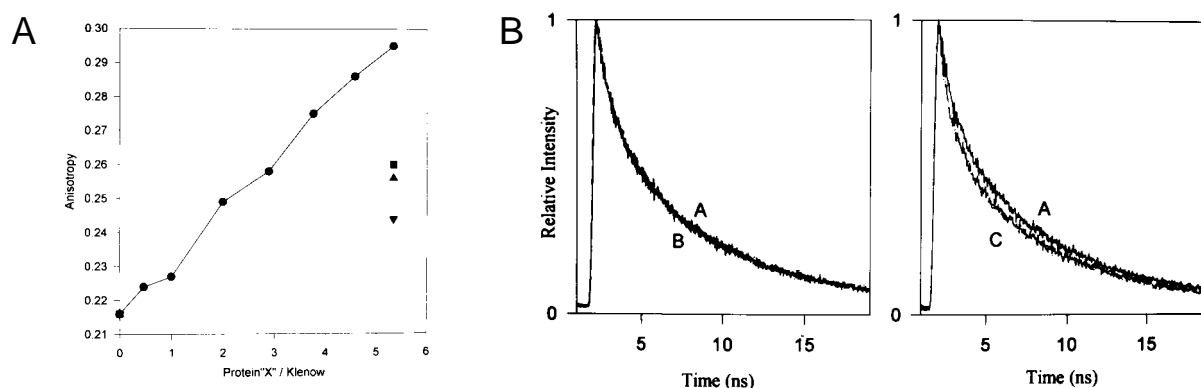 A
0.30
0.29
0.28
0.27
0.26
0.25
0.24
0.23
0.22
0.21
Anisotropy
0 1 2 3 4 5 6
Protein"X" / Klenow
B
1
0
Relative Intensity
A
B
5 10 15
Time (ns)
1
0
A
C
5 10 15
Time (ns)